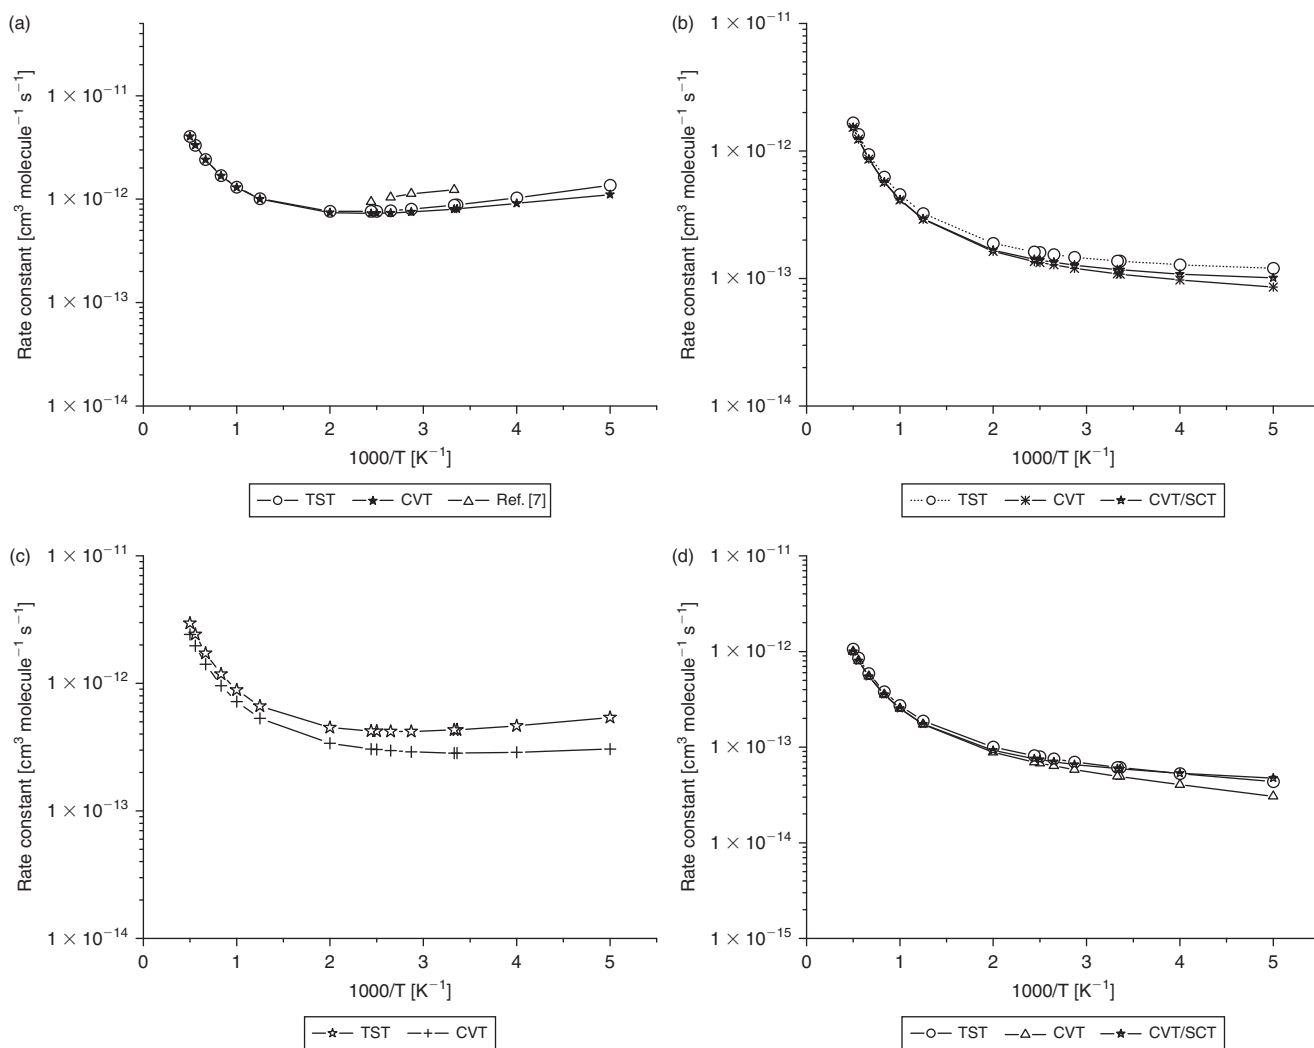 (a)
Rate constant [cm³ molecule⁻¹ s⁻¹]
1 × 10⁻¹¹
1 × 10⁻¹²
1 × 10⁻¹³
1 × 10⁻¹⁴
0 1 2 3 4 5
1000/T [K⁻¹]
TST CVT Ref. [7]
(b)
Rate constant [cm³ molecule⁻¹ s⁻¹]
1 × 10⁻¹¹
1 × 10⁻¹²
1 × 10⁻¹³
1 × 10⁻¹⁴
0 1 2 3 4 5
1000/T [K⁻¹]
TST CVT CVT/SCT
(c)
Rate constant [cm³ molecule⁻¹ s⁻¹]
1 × 10⁻¹¹
1 × 10⁻¹²
1 × 10⁻¹³
1 × 10⁻¹⁴
0 1 2 3 4 5
1000/T [K⁻¹]
TST CVT
(d)
Rate constant [cm³ molecule⁻¹ s⁻¹]
1 × 10⁻¹¹
1 × 10⁻¹²
1 × 10⁻¹³
1 × 10⁻¹⁴
1 × 10⁻¹⁵
0 1 2 3 4 5
1000/T [K⁻¹]
TST CVT CVT/SCT